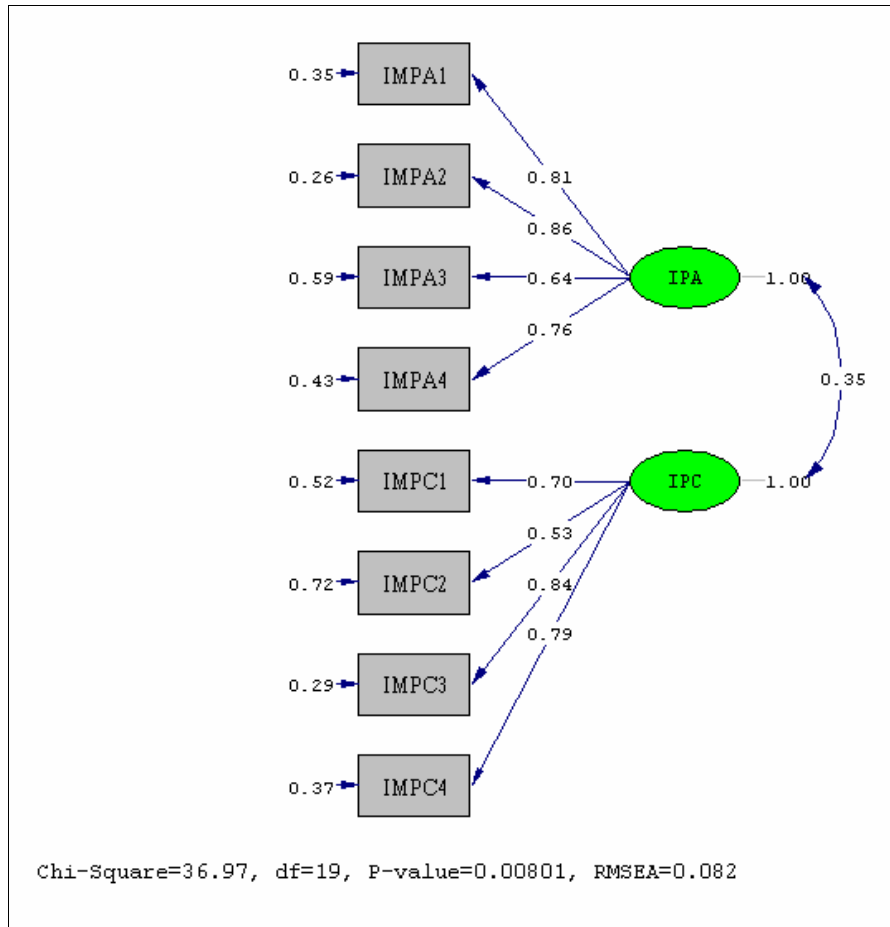 0.35 IMPA1
0.26 IMPA2 0.81
0.86
0.59 IMPA3 0.64 IPA 1.00
0.76
0.43 IMPA4 0.35
0.52 IMPC1 0.70 IPC 1.00
0.53
0.72 IMPC2 0.84
0.79
0.29 IMPC3
0.37 IMPC4
Chi-Square=36.97, df=19, P-value=0.00801, RMSEA=0.082